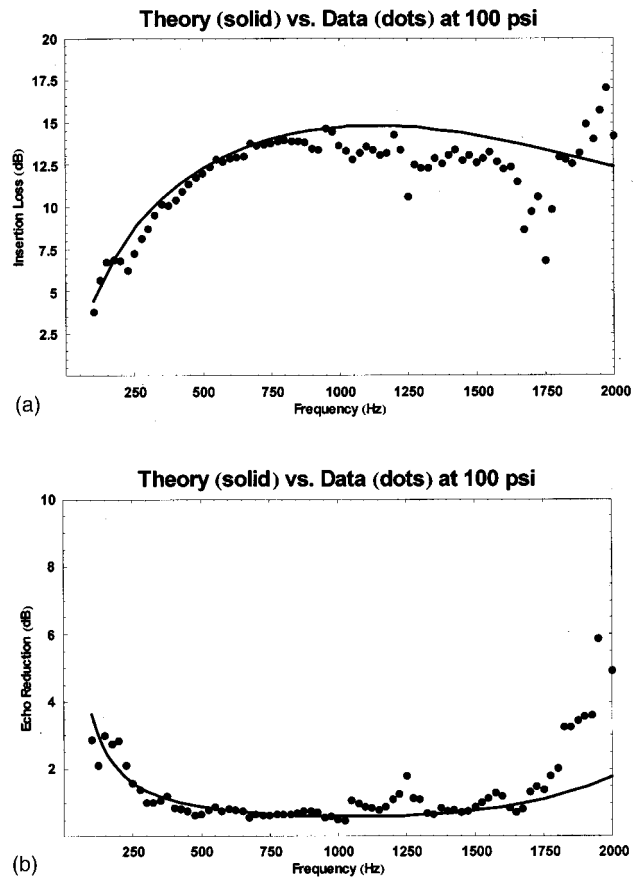 Theory (solid) vs. Data (dots) at 100 psi
20
17.5
15
12.5
10
7.5
5
2.5
Insertion Loss (dB)
250 500 750 1000 1250 1500 1750 2000
Frequency (Hz)
(a)
Theory (solid) vs. Data (dots) at 100 psi
10
8
6
4
2
Echo Reduction (dB)
250 500 750 1000 1250 1500 1750 2000
Frequency (Hz)
(b)